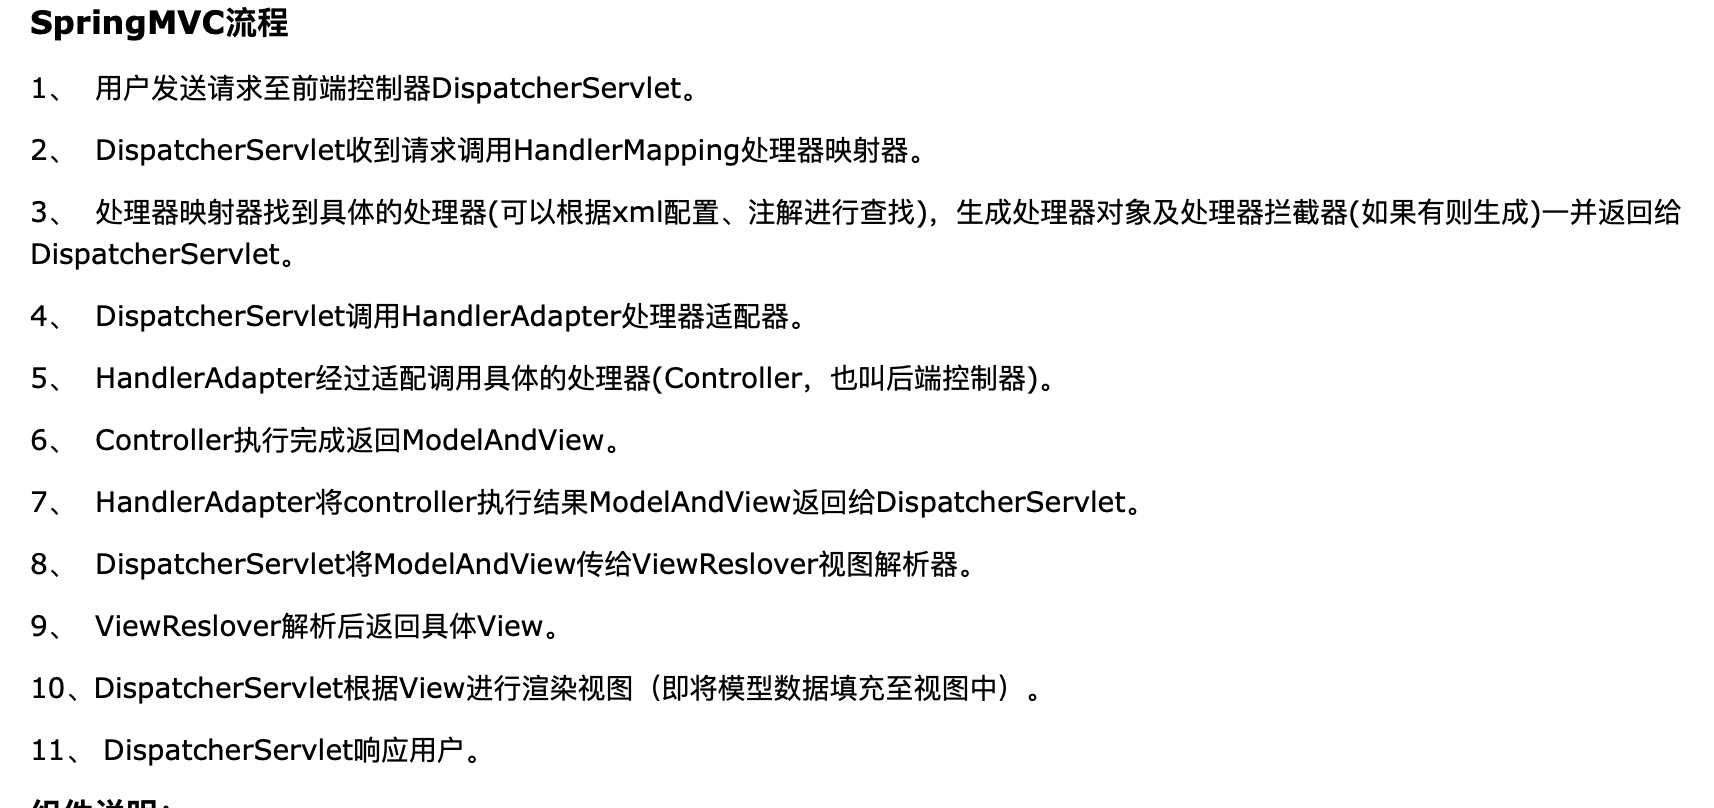 SpringMVC流程
1、 用户发送请求至前端控制器DispatcherServlet。
2、 DispatcherServlet收到请求调用HandlerMapping处理器映射器。
3、 处理器映射器找到具体的处理器(可以根据xml配置、注解进行查找)，生成处理器对象及处理器拦截器(如果有则生成)一并返回给
DispatcherServlet。
4、 DispatcherServlet调用HandlerAdapter处理器适配器。
5、 HandlerAdapter经过适配调用具体的处理器(Controller，也叫后端控制器)。
6、 Controller执行完成返回ModelAndView。
7、 HandlerAdapter将controller执行结果ModelAndView返回给DispatcherServlet。
8、 DispatcherServlet将ModelAndView传给ViewReslover视图解析器。
9、 ViewReslover解析后返回具体View。
10、DispatcherServlet根据View进行渲染视图（即将模型数据填充至视图中）。
11、 DispatcherServlet响应用户。
组件说明：